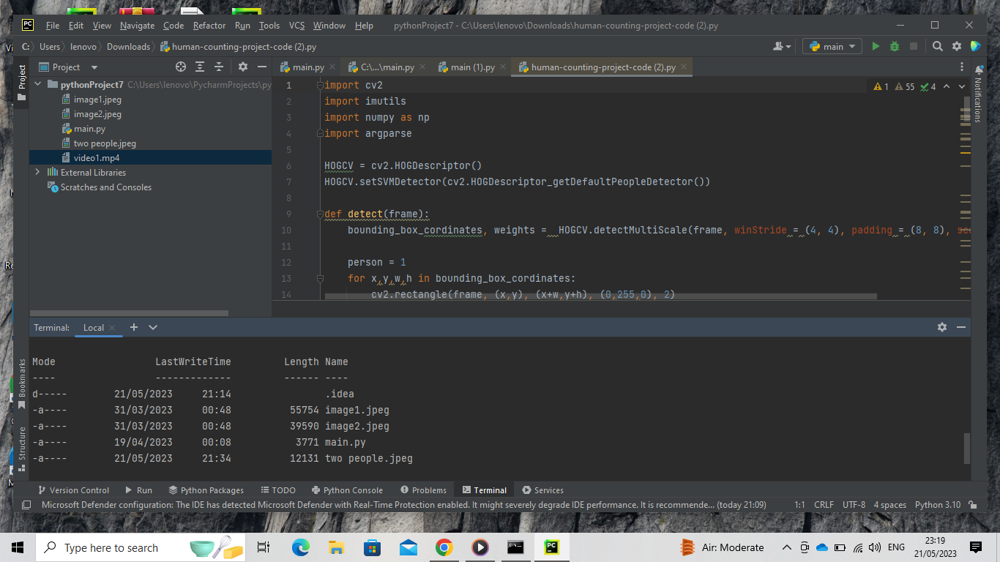 PC File Edit View Navigate Code Refactor Run Tools VCS Window Help pythonProject7 - C:\Users\lenovo\Downloads\human-counting-project-code (2).py
C: Users lenovo Downloads human-counting-project-code (2).py main
Project main.py C:\...\main.py main (1).py human-counting-project-code (2).py
Project
Notifications
pythonProject7 C:\Users\lenovo\PycharmProjects\py
image1.jpeg
image2.jpeg
main.py
two people.jpeg
video1.mp4
External Libraries
Scratches and Consoles
1 55 4
1 import cv2
2 import imutils
3 import numpy as np
4 import argparse
5
6 HOGCV = cv2.HOGDescriptor()
7 HOGCV.setSVMDetector(cv2.HOGDescriptor_getDefaultPeopleDetector())
8
9 def detect(frame):
10 bounding_box_cordinates, weights = HOGCV.detectMultiScale(frame, winStride = (4, 4), padding = (8, 8), sc
11
12 person = 1
13 for x,y,w,h in bounding_box_cordinates:
14 cv2.rectangle(frame, (x,y), (x+w,y+h), (0,255,0), 2)
Terminal: Local
Mode LastWriteTime Length Name
---- ------------- ------ ----
d----- 21/05/2023 21:14 .idea
-a---- 31/03/2023 00:48 55754 image1.jpeg
-a---- 31/03/2023 00:48 39590 image2.jpeg
-a---- 19/04/2023 00:08 3771 main.py
-a---- 21/05/2023 21:34 12131 two people.jpeg
Bookmarks
Structure
Version Control Run Python Packages TODO Python Console Problems Terminal Services
Microsoft Defender configuration: The IDE has detected Microsoft Defender with Real-Time Protection enabled. It might severely degrade IDE performance. It is recommende... (today 21:09) 1:1 CRLF UTF-8 4 spaces Python 3.10
Type here to search PC Air: Moderate ENG 23:19
21/05/2023